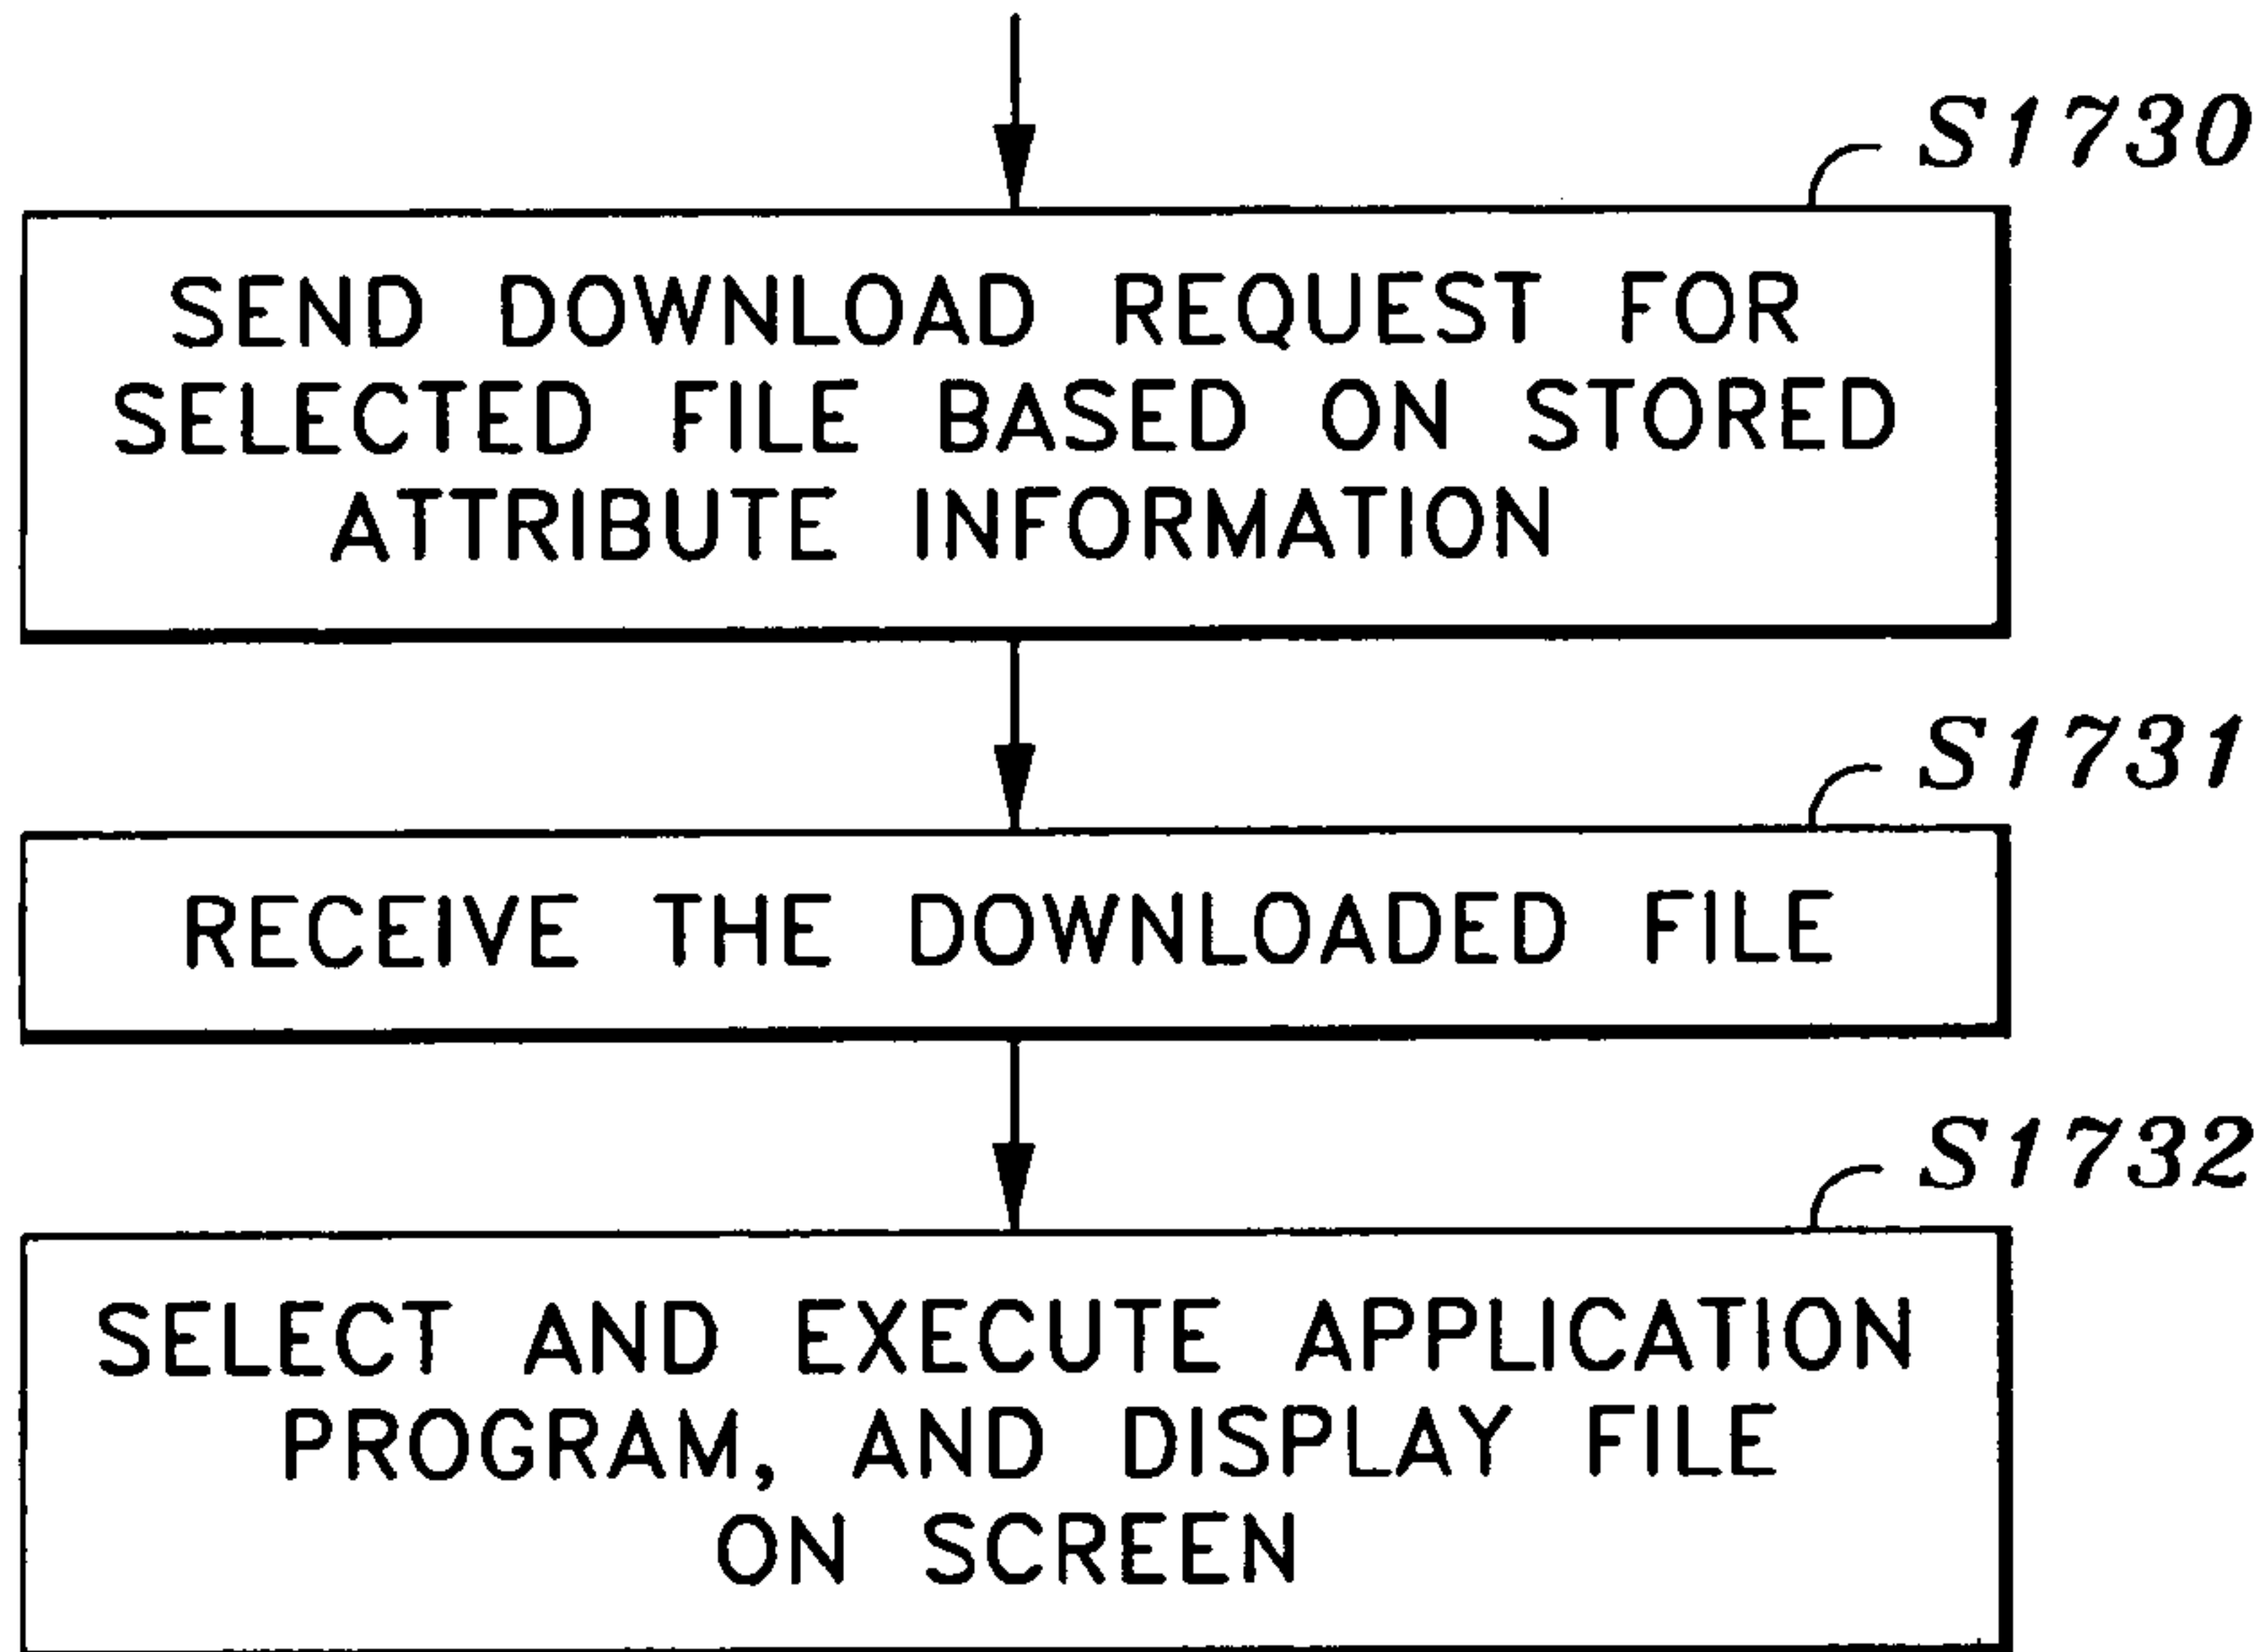 S1730
SEND DOWNLOAD REQUEST FOR
SELECTED FILE BASED ON STORED
ATTRIBUTE INFORMATION
S1731
RECEIVE THE DOWNLOADED FILE
S1732
SELECT AND EXECUTE APPLICATION
PROGRAM, AND DISPLAY FILE
ON SCREEN